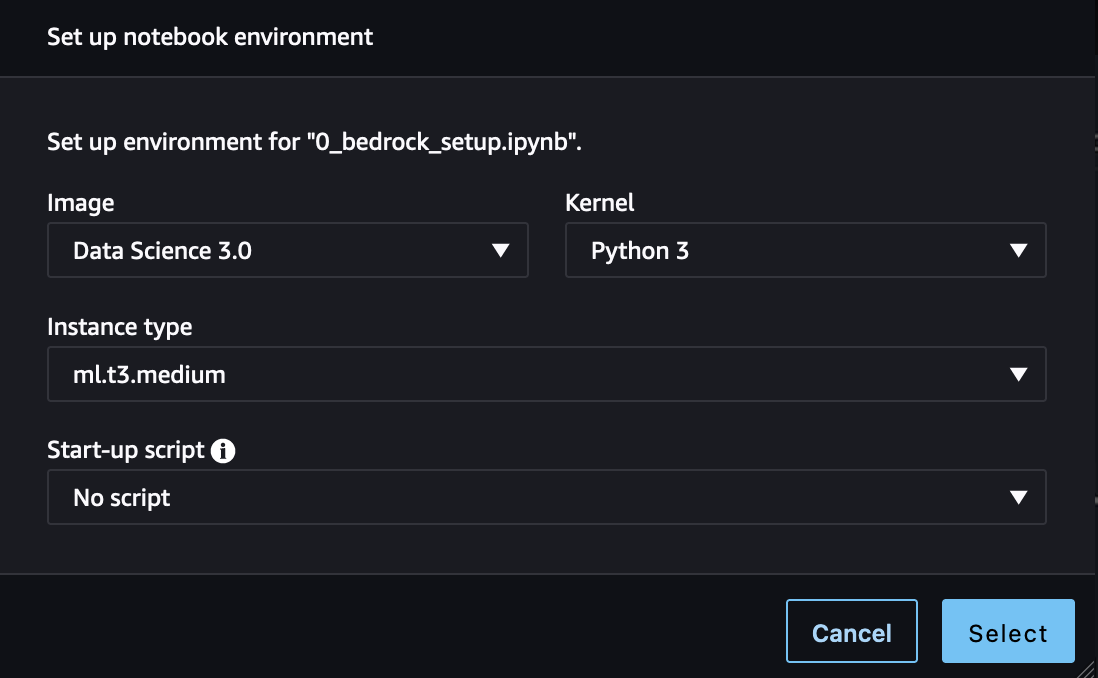 Set up notebook environment
Set up environment for "0_bedrock_setup.ipynb".
Image
Kernel
Data Science 3.0
Python 3
Instance type
ml.t3.medium
Start-up script
No script
Cancel
Select